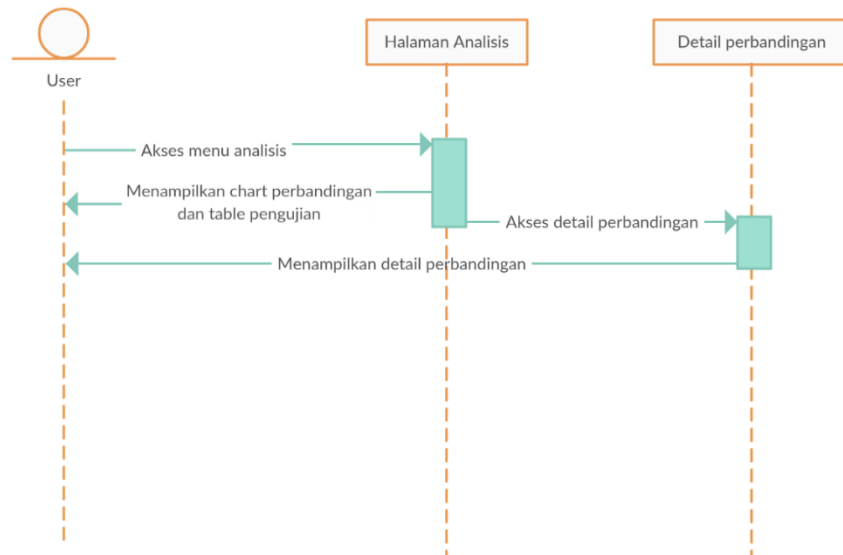 User
Halaman Analisis
Detail perbandingan
Akses menu analisis
Menampilkan chart perbandingan
dan table pengujian
Akses detail perbandingan
Menampilkan detail perbandingan